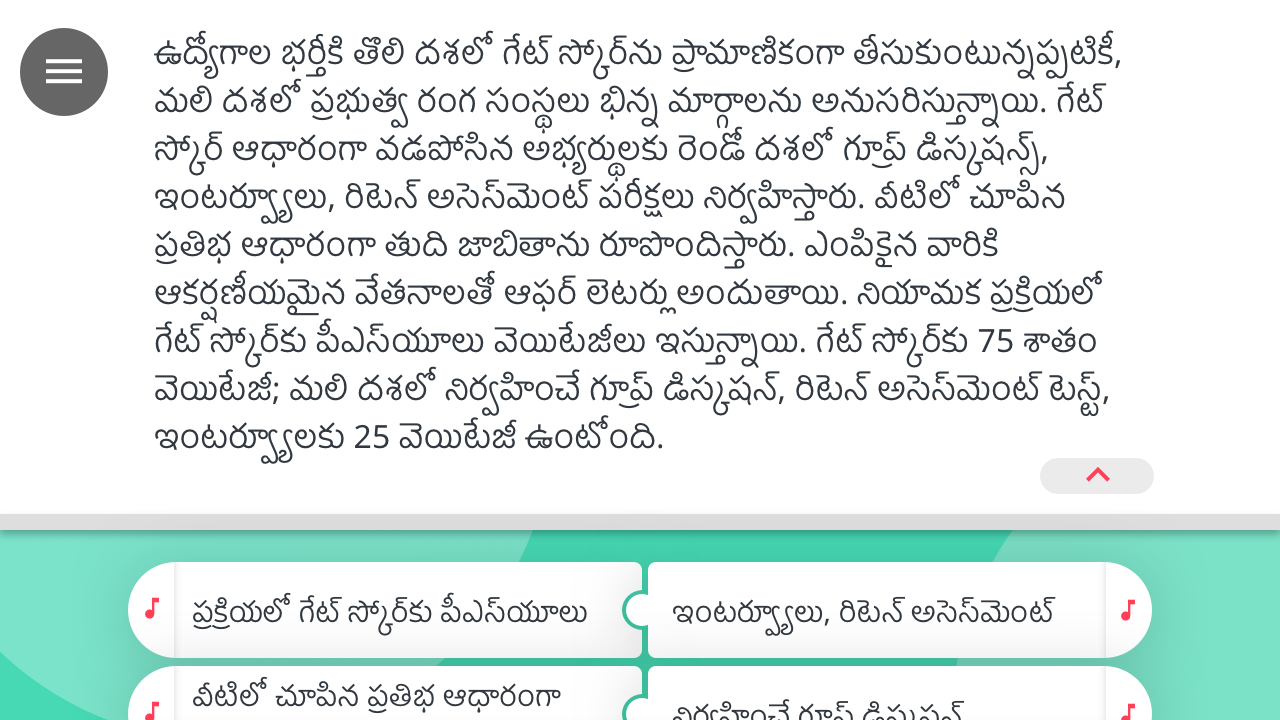 ఉద్యోగాల భర్తీకి తొలి దశలో గేట్ స్కోర్‌ను ప్రామాణికంగా తీసుకుంటున్నప్పటికీ,
మలి దశలో ప్రభుత్వ రంగ సంస్థలు భిన్న మార్గాలను అనుసరిస్తున్నాయి. గేట్
స్కోర్ ఆధారంగా వడపోసిన అభ్యర్థులకు రెండో దశలో గ్రూప్ డిస్కషన్స్,
ఇంటర్వ్యూలు, రిటెన్ అసెస్‌మెంట్ పరీక్షలు నిర్వహిస్తారు. వీటిలో చూపిన
ప్రతిభ ఆధారంగా తుది జాబితాను రూపొందిస్తారు. ఎంపికైన వారికి
ఆకర్షణీయమైన వేతనాలతో ఆఫర్ లెటర్లుఅందుతాయి. నియామక ప్రక్రియలో
గేట్ స్కోర్‌కు పీఎస్‌యూలు వెయిటేజీలు ఇస్తున్నాయి. గేట్ స్కోర్‌కు 75 శాతం
వెయిటేజీ; మలి దశలో నిర్వహించే గ్రూప్ డిస్కషన్, రిటెన్ అసెస్‌మెంట్ టెస్ట్,
ఇంటర్వ్యూలకు 25 వెయిటేజీ ఉంటోంది.
ప్రక్రియలో గేట్ స్కోర్‌కు పీఎస్‌యూలు
ఇంటర్వ్యూలు, రిటెన్ అసెస్‌మెంట్
వీటిలో చూపిన ప్రతిభ ఆధారంగా
నిర్వహించే గ్రూప్ డిస్కషన్